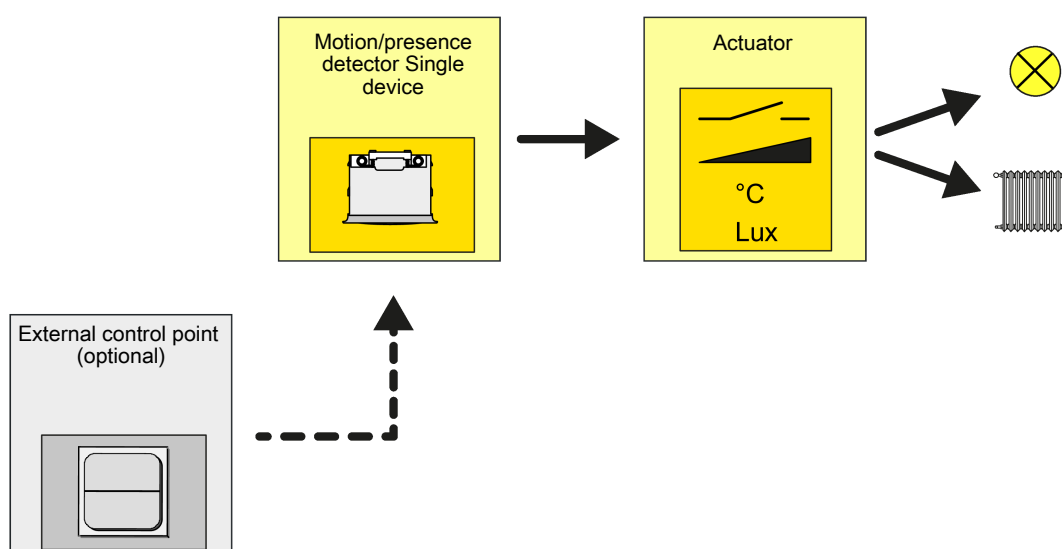 Motion/presence
detector Single
device
Actuator
°C
Lux
External control point
(optional)